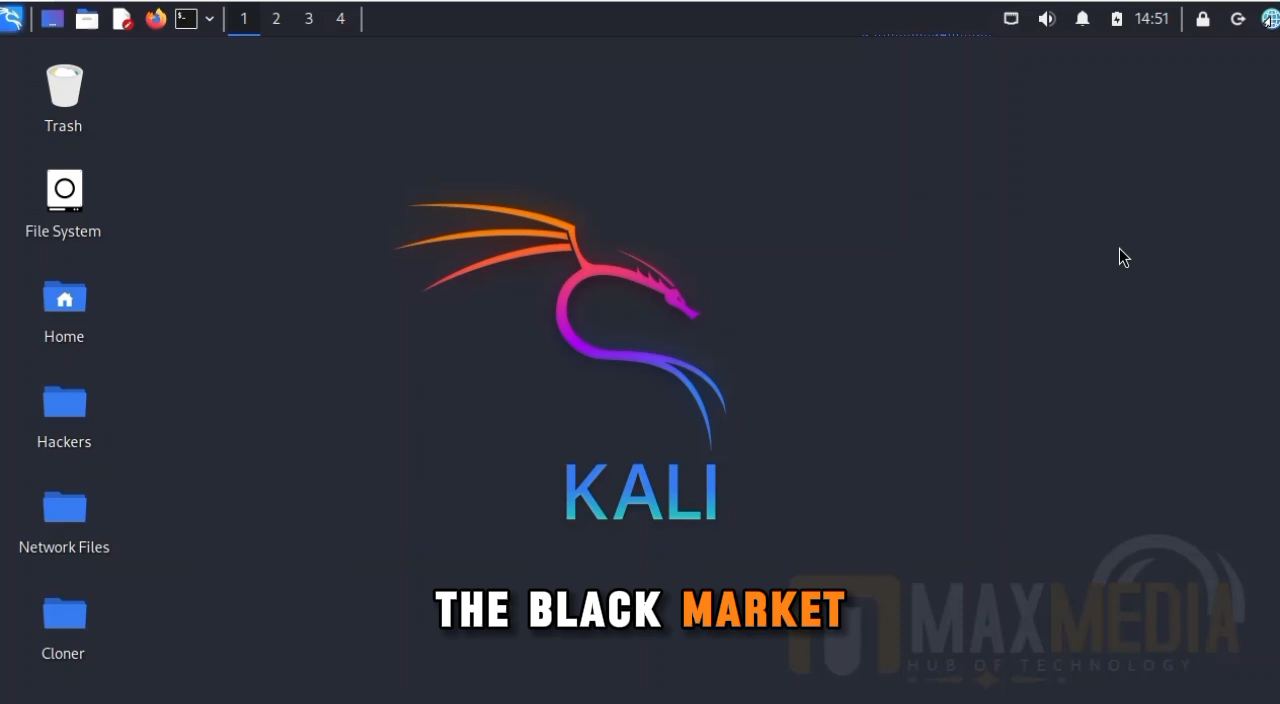 1 2 3 4
14:51
Trash
File System
Home
Hackers
Network Files
Cloner
KALI
THE BLACK MARKET
MAXMEDIA
HUB OF TECHNOLOGY